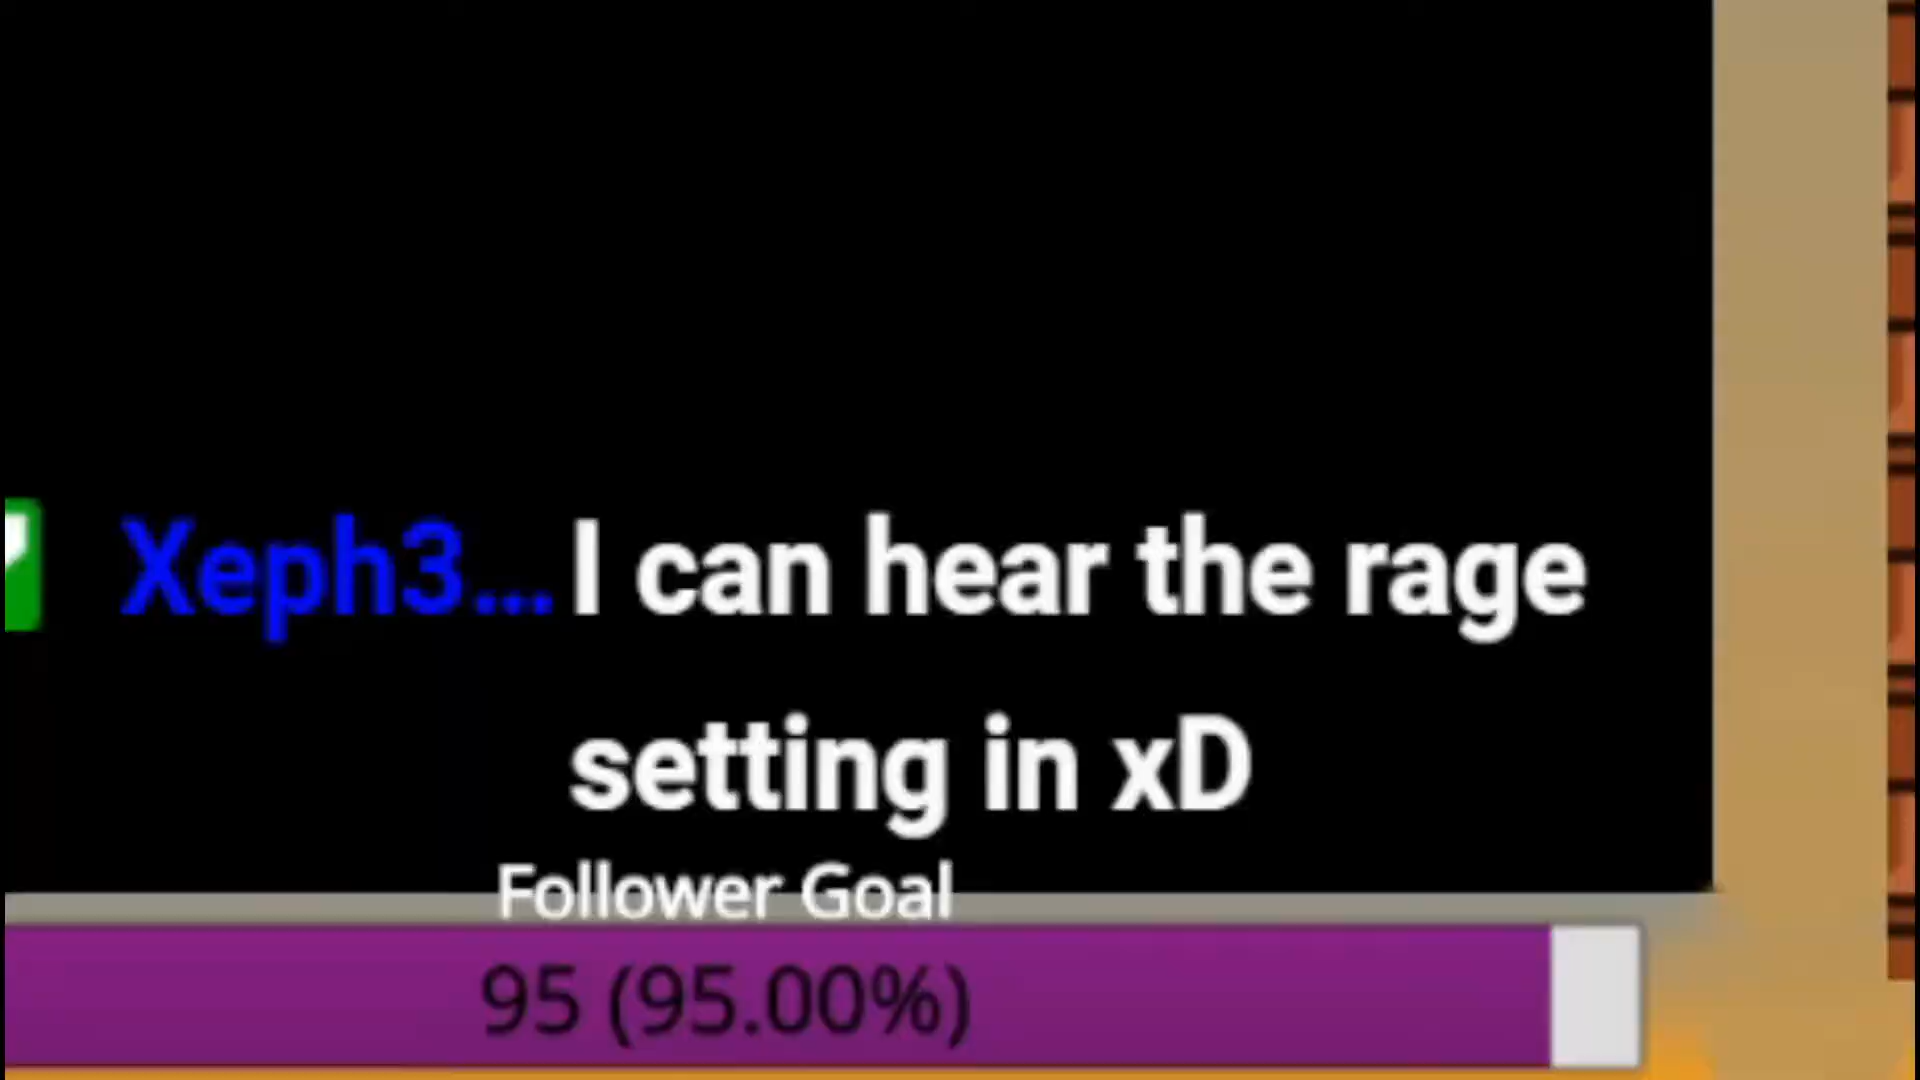 Xeph3... I can hear the rage
setting in xD
Follower Goal
95 (95.00%)